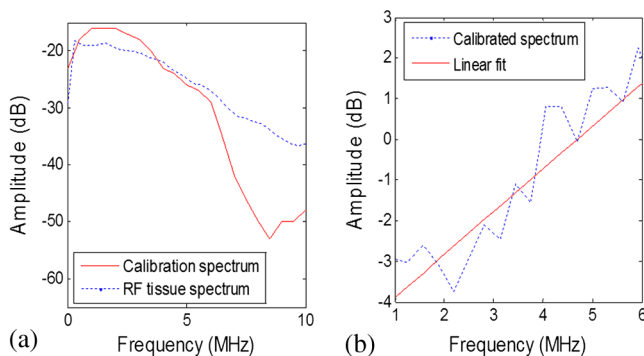 -20
-30
-40
-50
-60
0
5
10
Amplitude (dB)
Frequency (MHz)
Calibration spectrum
RF tissue spectrum
(a)
3
2
1
0
-1
-2
-3
-4
1
2
3
4
5
6
Amplitude (dB)
Frequency (MHz)
Calibrated spectrum
Linear fit
(b)